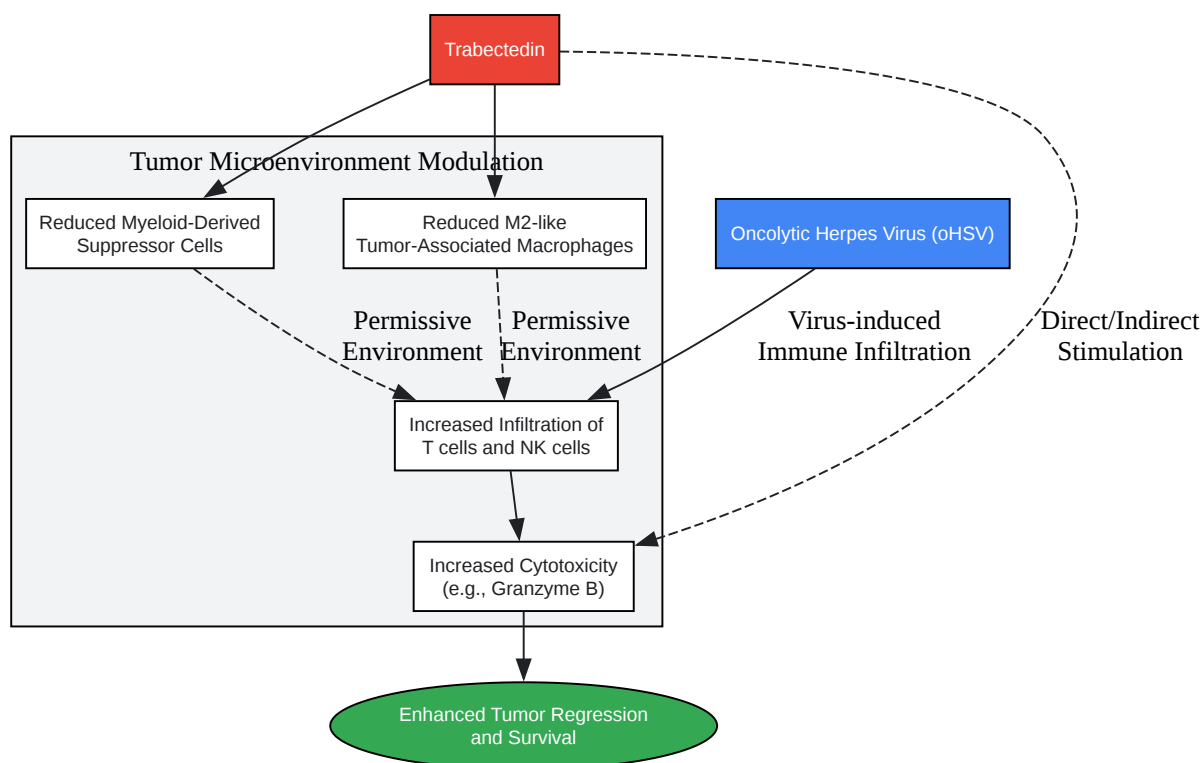 Trabectedin
Tumor Microenvironment Modulation
Reduced Myeloid-Derived
Suppressor Cells
Reduced M2-like
Tumor-Associated Macrophages
Oncolytic Herpes Virus (oHSV)
Permissive
Environment
Permissive
Environment
Virus-induced
Immune Infiltration
Direct/Indirect
Stimulation
Increased Infiltration of
T cells and NK cells
Increased Cytotoxicity
(e.g., Granzyme B)
Enhanced Tumor Regression
and Survival